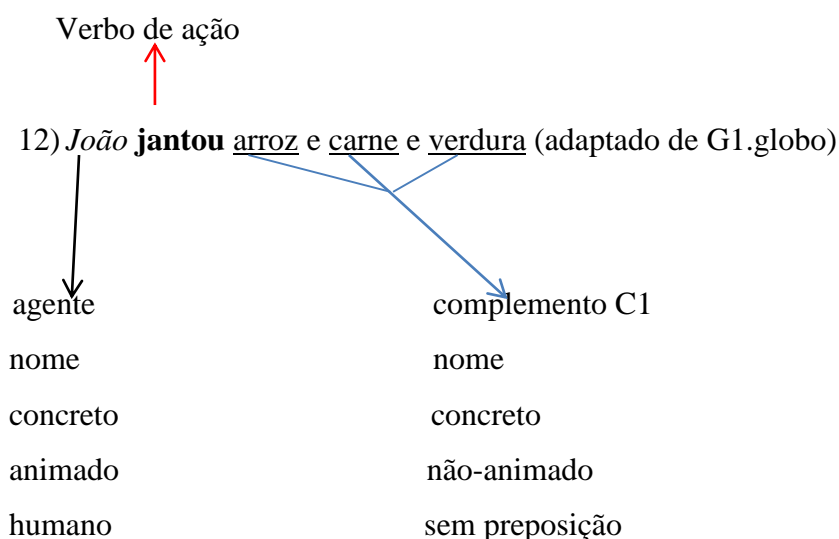 Verbo de ação
12) João jantou arroz e carne e verdura (adaptado de G1.globo)
agente complemento C1
nome nome
concreto concreto
animado não-animado
humano sem preposição